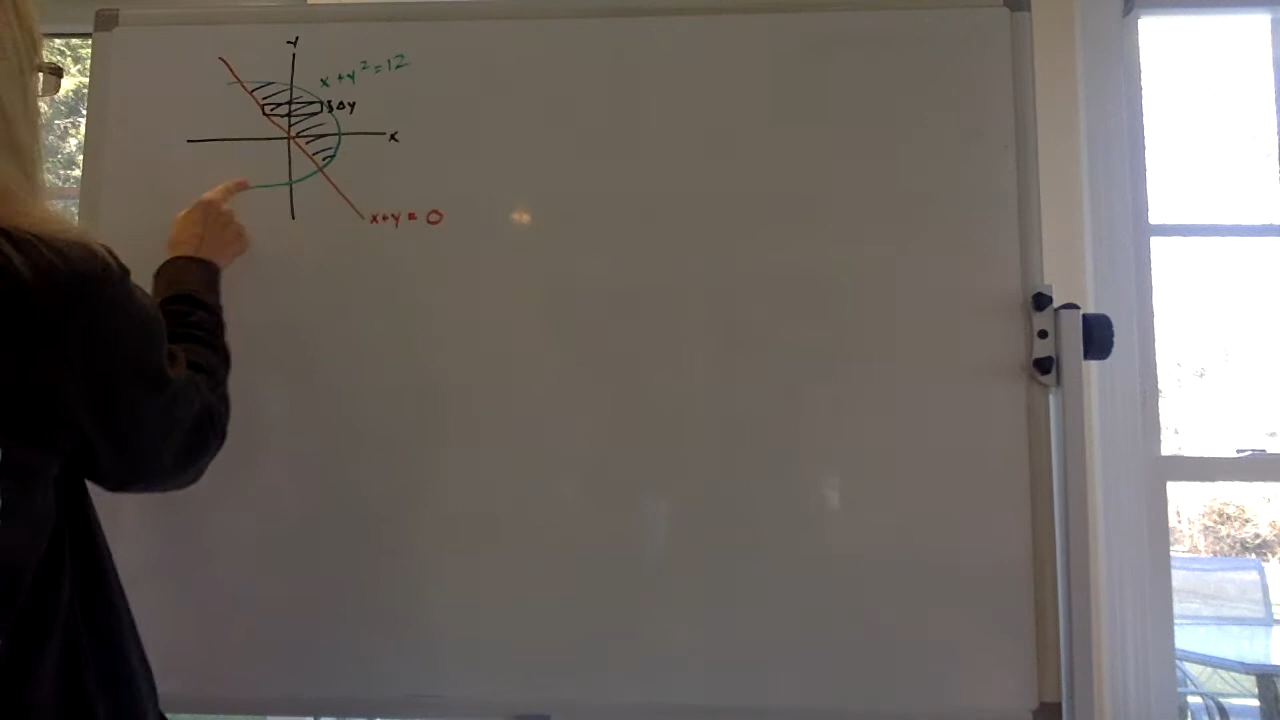 Y
x+y²=12
Δy
x
x+y = 0